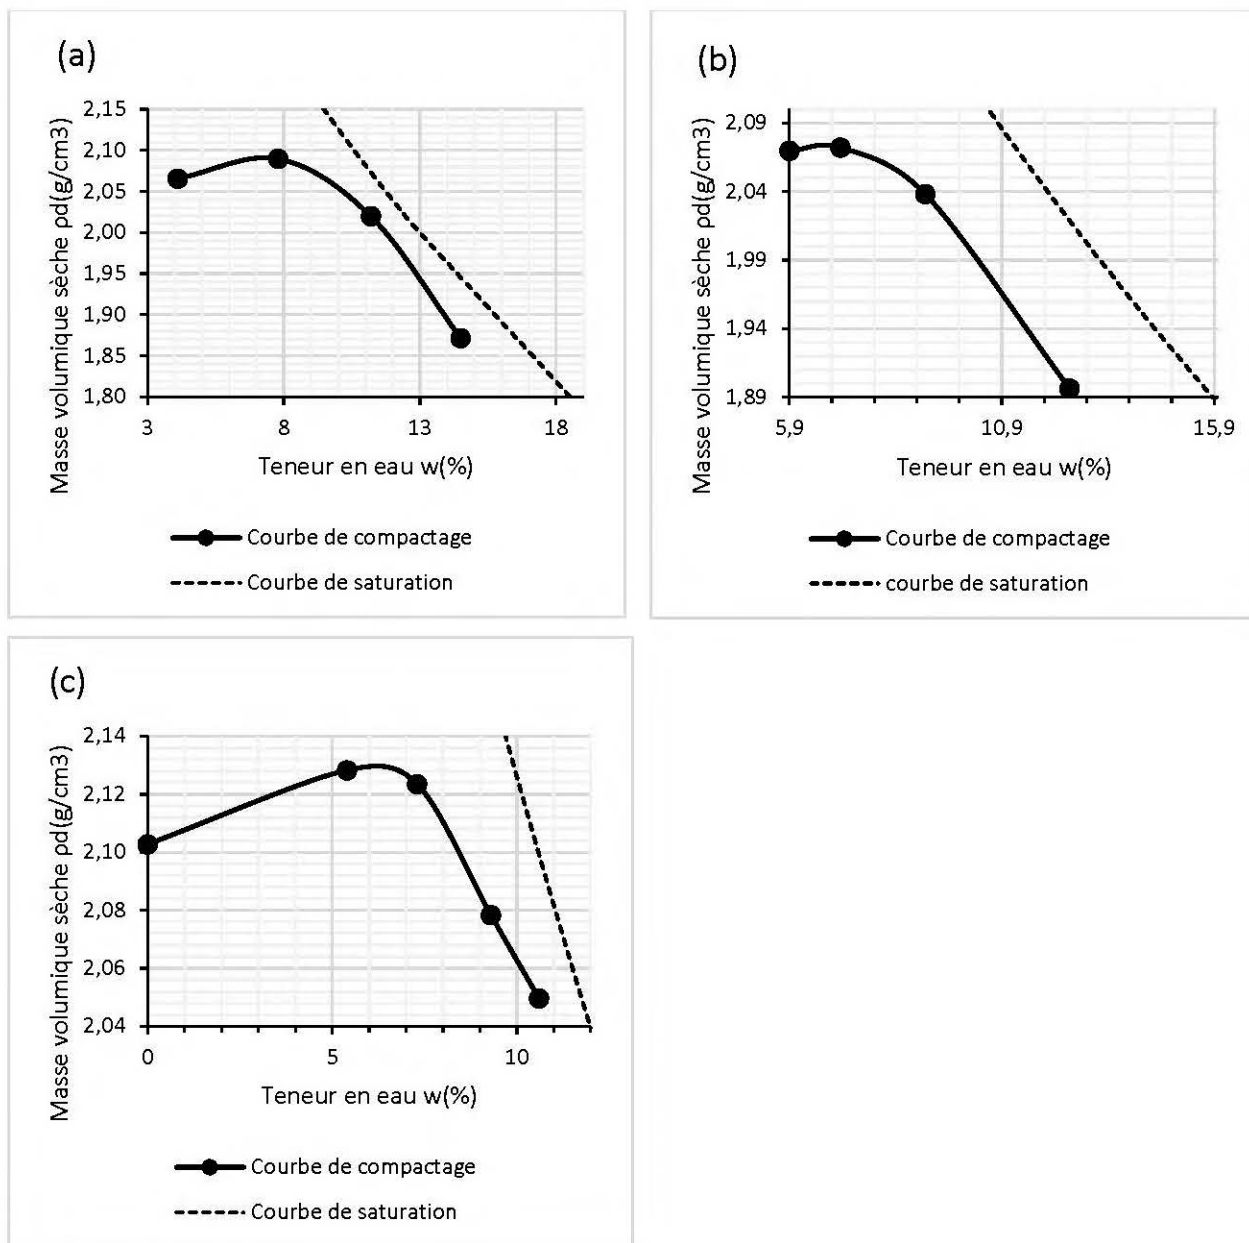 (a)
Masse volumique sèche pd(g/cm3)
2,15
2,10
2,05
2,00
1,95
1,90
1,85
1,80
3 8 13 18
Teneur en eau w(%)
Courbe de compactage
Courbe de saturation
(b)
Masse volumique sèche pd(g/cm3)
2,09
2,04
1,99
1,94
1,89
5,9 10,9 15,9
Teneur en eau w(%)
Courbe de compactage
courbe de saturation
(c)
Masse volumique sèche pd(g/cm3)
2,14
2,12
2,10
2,08
2,06
2,04
0 5 10
Teneur en eau w(%)
Courbe de compactage
Courbe de saturation